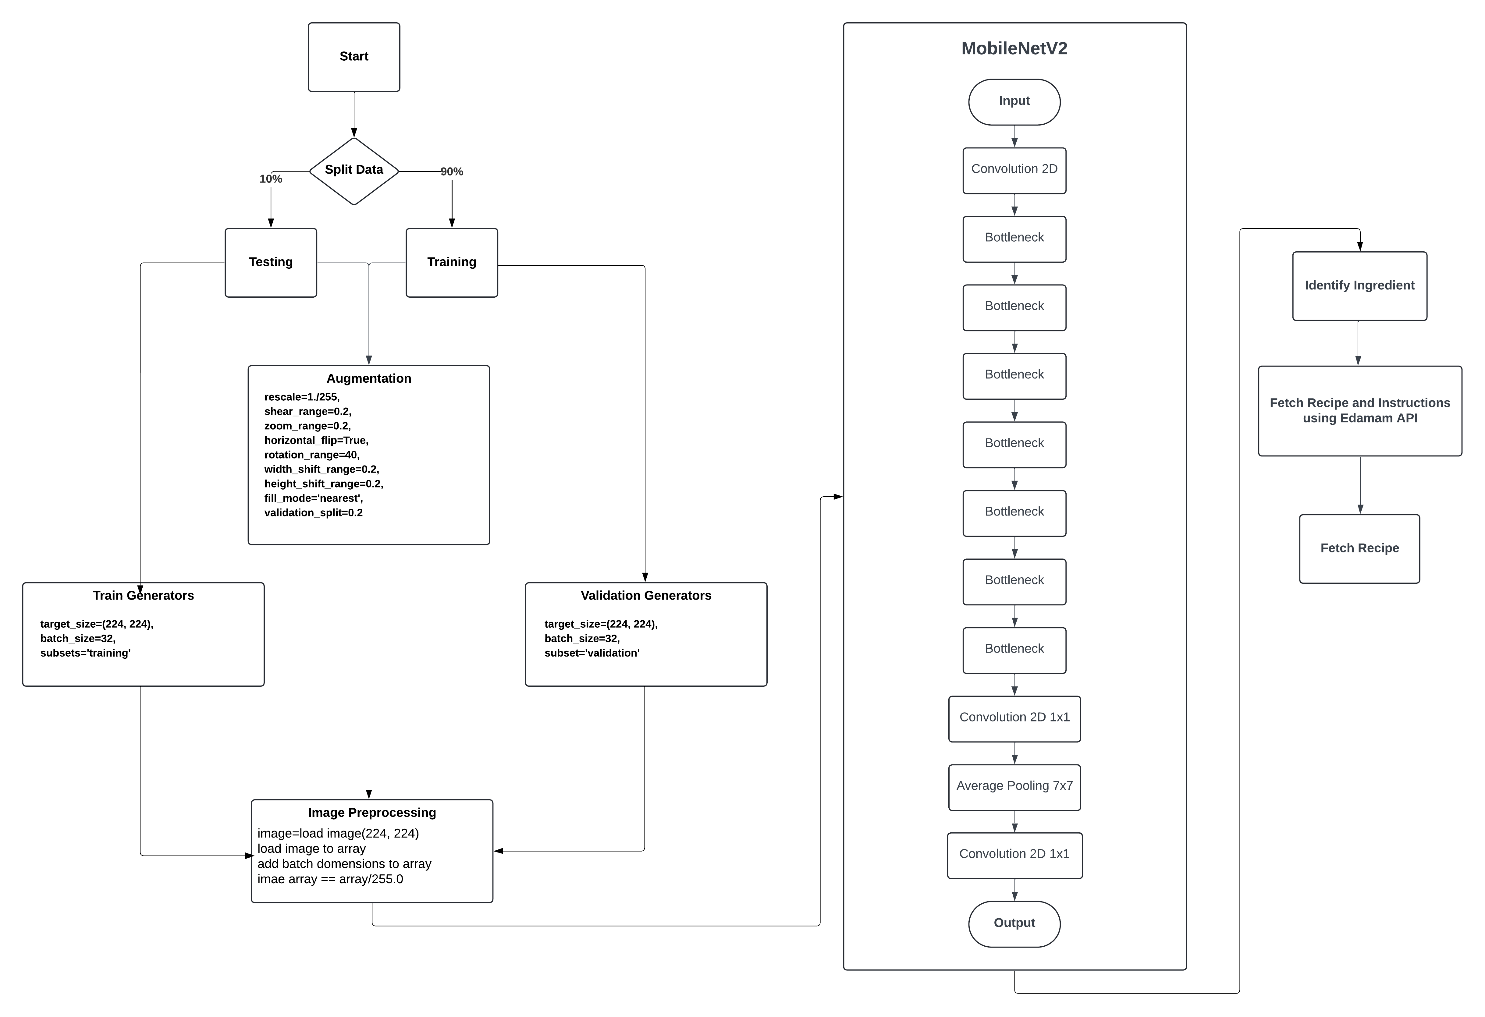 Start
Split Data
10%
90%
Testing
Training
Augmentation
rescale=1./255,
shear_range=0.2,
zoom_range=0.2,
horizontal_flip=True,
rotation_range=40,
width_shift_range=0.2,
height_shift_range=0.2,
fill_mode='nearest',
validation_split=0.2
Train Generators
target_size=(224, 224),
batch_size=32,
subsets='training'
Validation Generators
target_size=(224, 224),
batch_size=32,
subset='validation'
Image Preprocessing
image=load image(224, 224)
load image to array
add batch domensions to array
imae array == array/255.0
MobileNetV2
Input
Convolution 2D
Bottleneck
Bottleneck
Bottleneck
Bottleneck
Bottleneck
Bottleneck
Bottleneck
Convolution 2D 1x1
Average Pooling 7x7
Convolution 2D 1x1
Output
Identify Ingredient
Fetch Recipe and Instructions
using Edamam API
Fetch Recipe